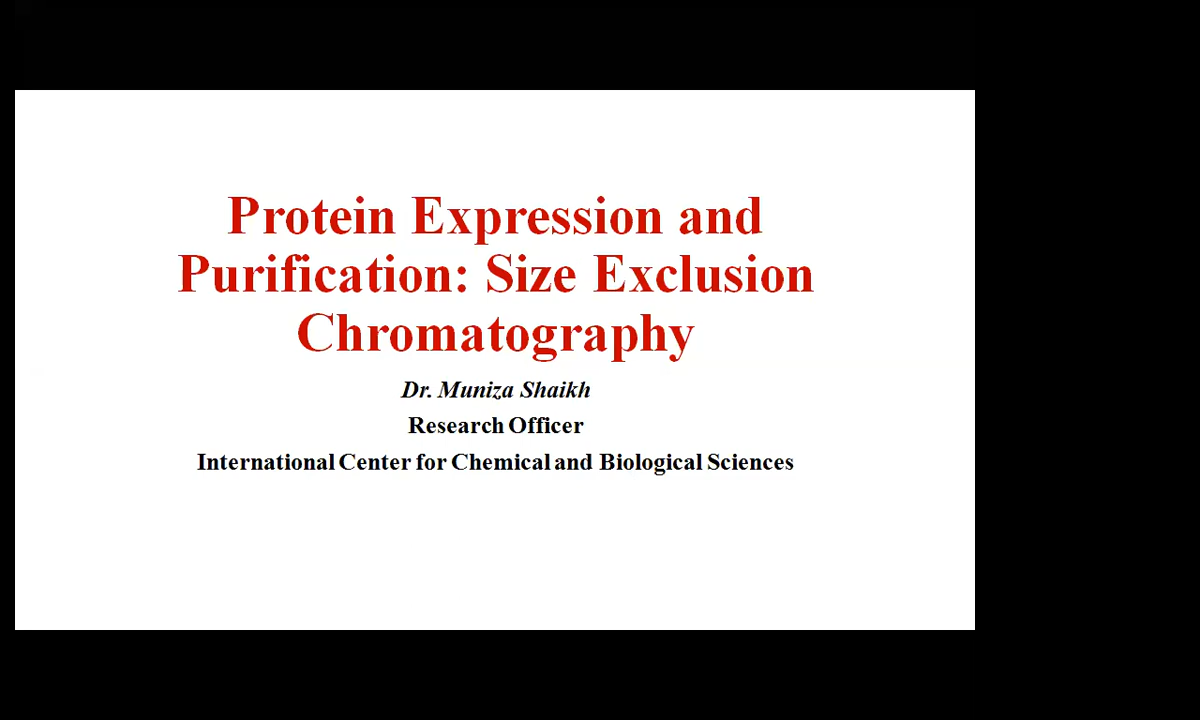 Protein Expression and
Purification: Size Exclusion
Chromatography
Dr. Muniza Shaikh
Research Officer
International Center for Chemical and Biological Sciences